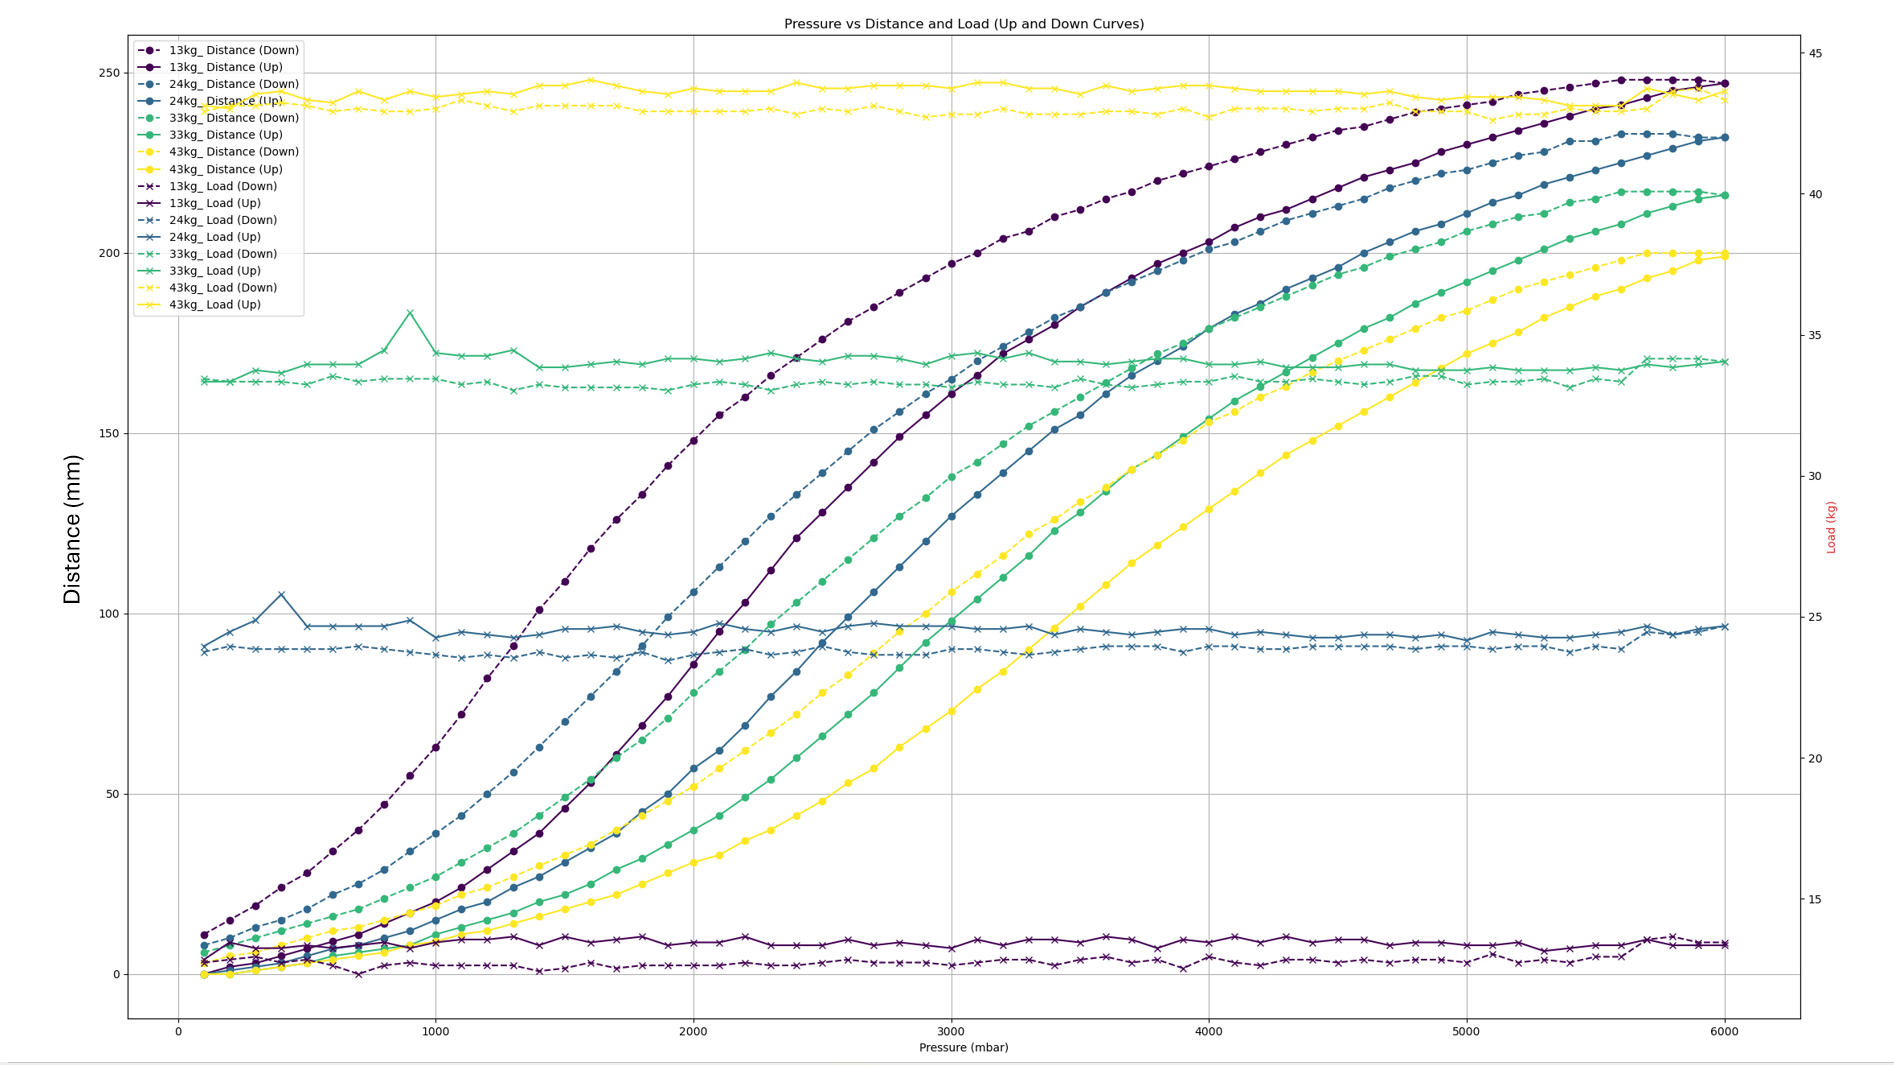 Pressure vs Distance and Load (Up and Down Curves)
13kg_ Distance (Down)
13kg_ Distance (Up)
24kg_ Distance (Down)
24kg_ Distance (Up)
33kg_ Distance (Down)
33kg_ Distance (Up)
43kg_ Distance (Down)
43kg_ Distance (Up)
13kg_ Load (Down)
13kg_ Load (Up)
24kg_ Load (Down)
24kg_ Load (Up)
33kg_ Load (Down)
33kg_ Load (Up)
43kg_ Load (Down)
43kg_ Load (Up)
Distance (mm)
250
200
150
100
50
0
45
40
35
30
25
20
15
Load (kg)
0
1000
2000
3000
4000
5000
6000
Pressure (mbar)